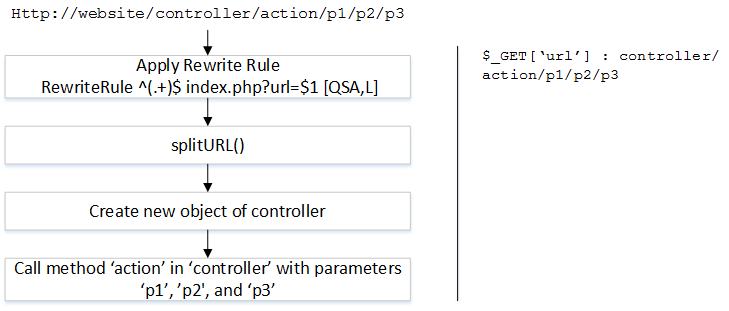 Http://website/controller/action/p1/p2/p3
Apply Rewrite Rule
RewriteRule ^(.+)$ index.php?url=$1 [QSA,L]
splitURL()
Create new object of controller
Call method ‘action’ in ‘controller’ with parameters
‘p1’, ’p2', and ‘p3’
$_GET[‘url’] : controller/
action/p1/p2/p3